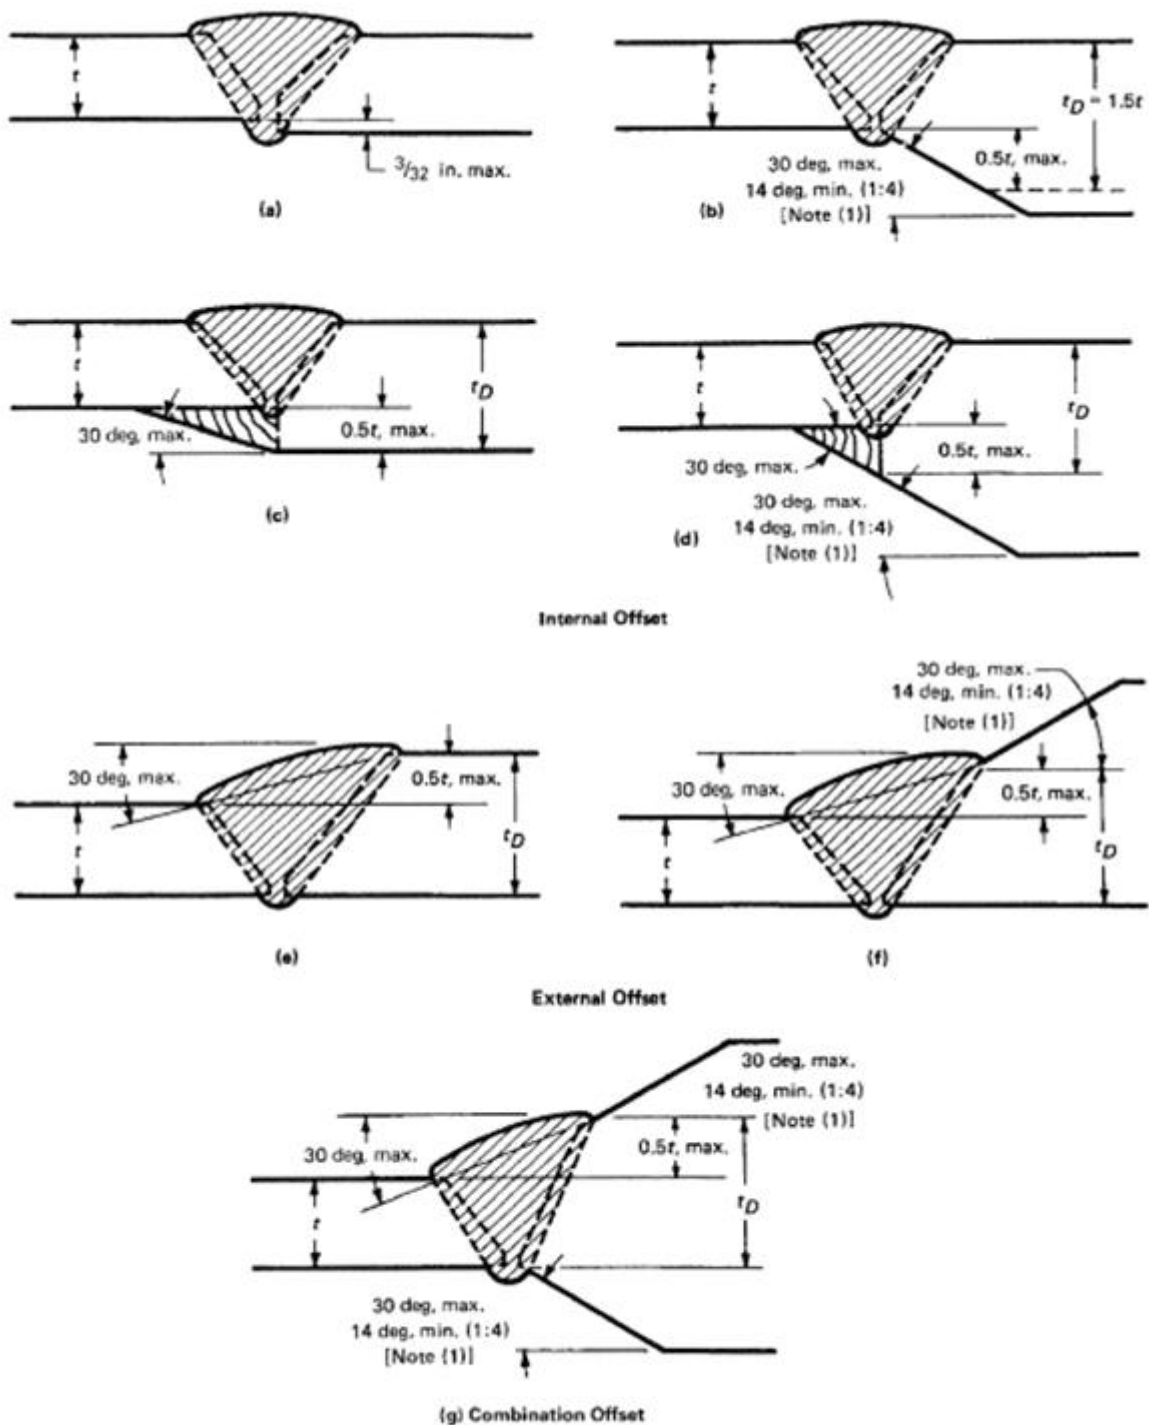 t
3/32 in. max.
(a)
t
tD = 1.5t
0.5t, max.
30 deg, max.
14 deg, min. (1:4)
[Note (1)]
(b)
t
tD
0.5t, max.
30 deg, max.
(c)
t
tD
0.5t, max.
30 deg, max.
30 deg, max.
14 deg, min. (1:4)
[Note (1)]
(d)
Internal Offset
30 deg, max.
0.5t, max.
t
tD
(e)
30 deg, max.
14 deg, min. (1:4)
[Note (1)]
30 deg, max.
0.5t, max.
t
tD
(f)
External Offset
30 deg, max.
14 deg, min. (1:4)
[Note (1)]
30 deg, max.
0.5t, max.
t
tD
30 deg, max.
14 deg, min. (1:4)
[Note (1)]
(g) Combination Offset